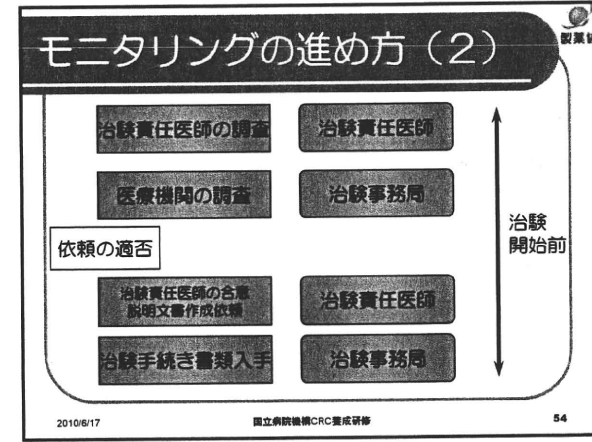 モニタリングの進め方（2）
治験責任医師の調査
治験責任医師
医療機関の調査
治験事務局
依頼の適否
治験
開始前
治験責任医師の合意
説明文書作成依頼
治験責任医師
治験手続き書類入手
治験事務局
2010/6/17
国立病院機構CRC養成研修
54